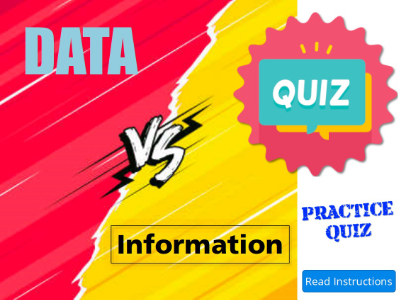 DATA
VS
Information
QUIZ
PRACTICE
QUIZ
Read Instructions